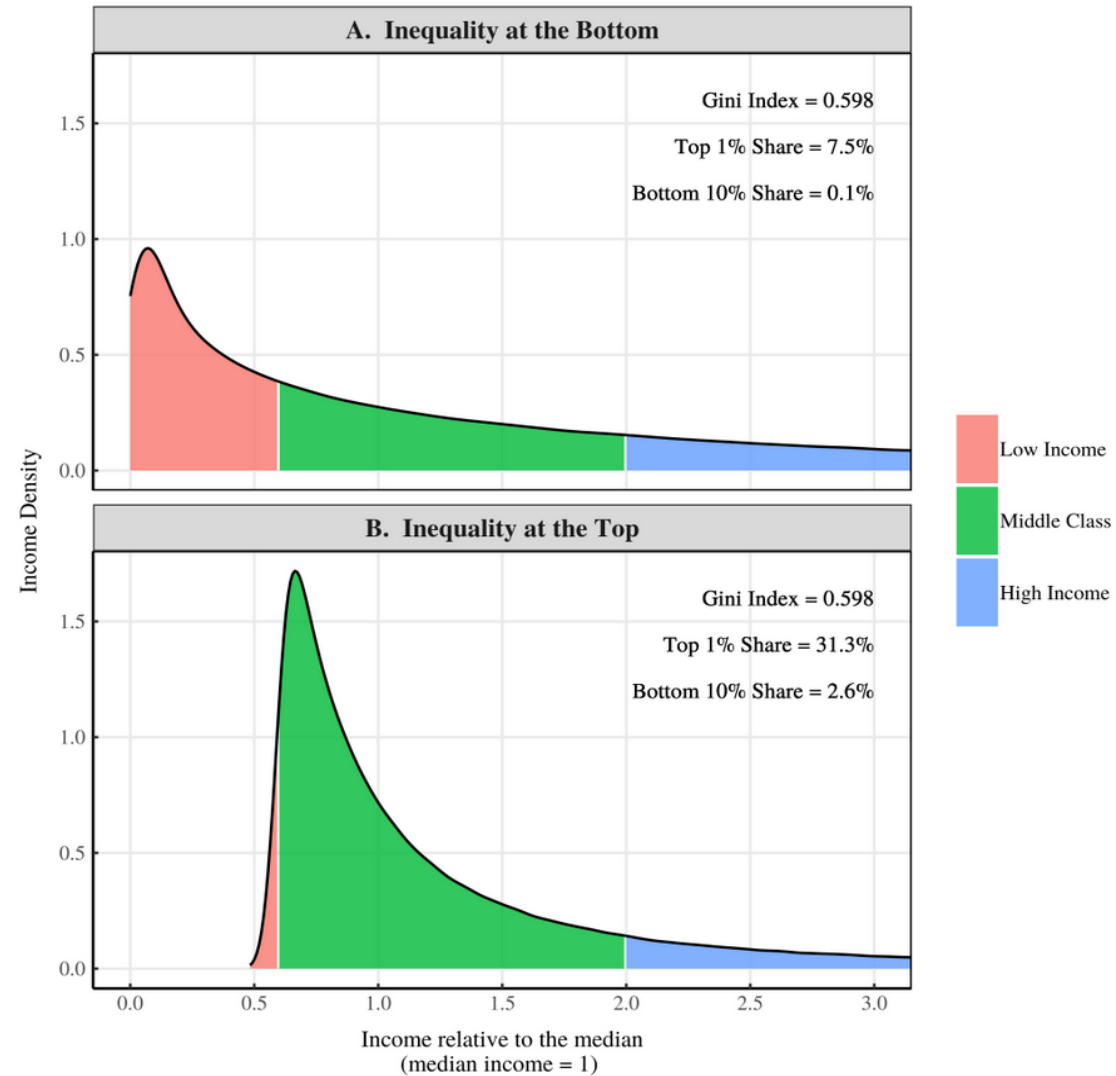 A.  Inequality at the Bottom
Gini Index = 0.598
Top 1% Share = 7.5%
Bottom 10% Share = 0.1%
1.5
1.0
0.5
0.0
Income Density
B.  Inequality at the Top
Gini Index = 0.598
Top 1% Share = 31.3%
Bottom 10% Share = 2.6%
1.5
1.0
0.5
0.0
0.0 0.5 1.0 1.5 2.0 2.5 3.0
Income relative to the median
(median income = 1)
Low Income
Middle Class
High Income